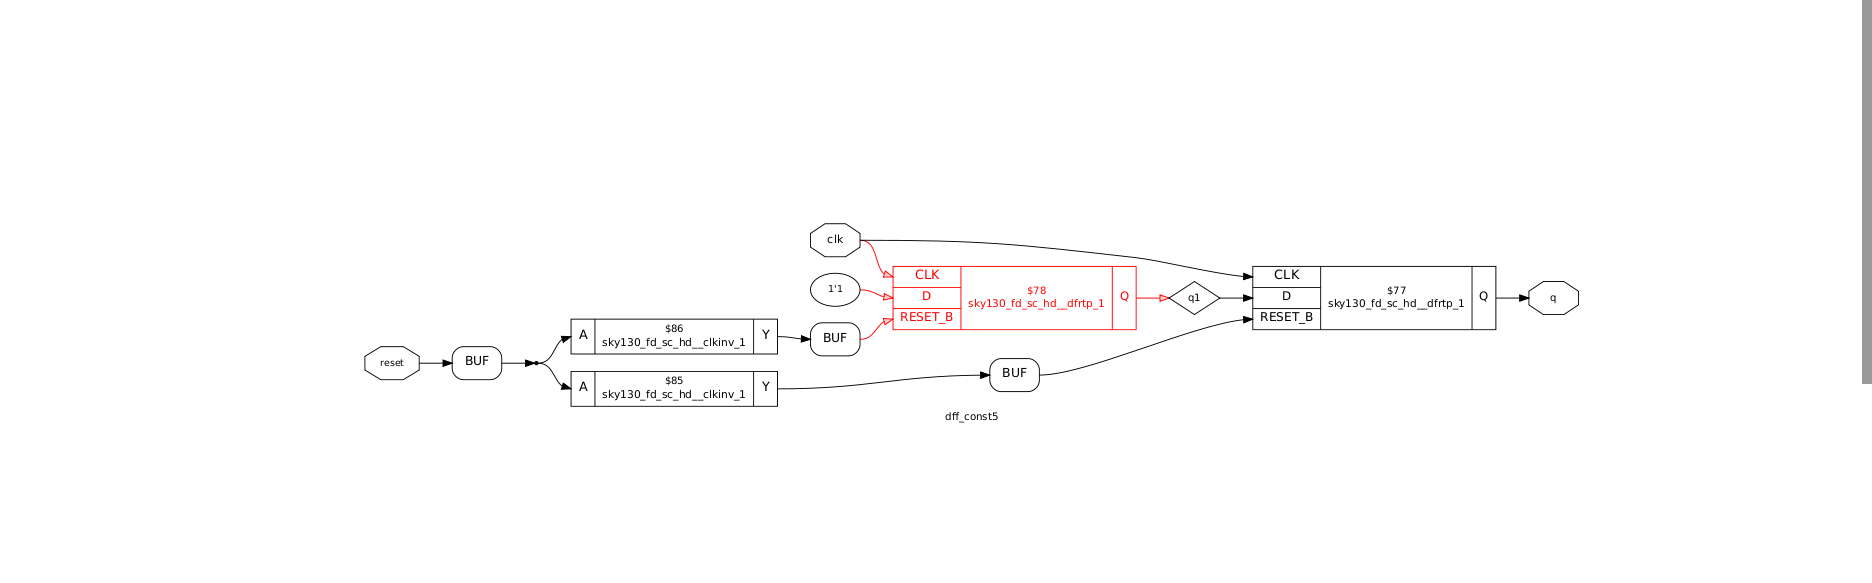 clk
CLK
D
RESET_B
$78
sky130_fd_sc_hd__dfrtp_1
Q
1'1
q1
CLK
D
RESET_B
$77
sky130_fd_sc_hd__dfrtp_1
Q
q
reset
BUF
A
$86
sky130_fd_sc_hd__clkinv_1
Y
BUF
A
$85
sky130_fd_sc_hd__clkinv_1
Y
BUF
dff_const5